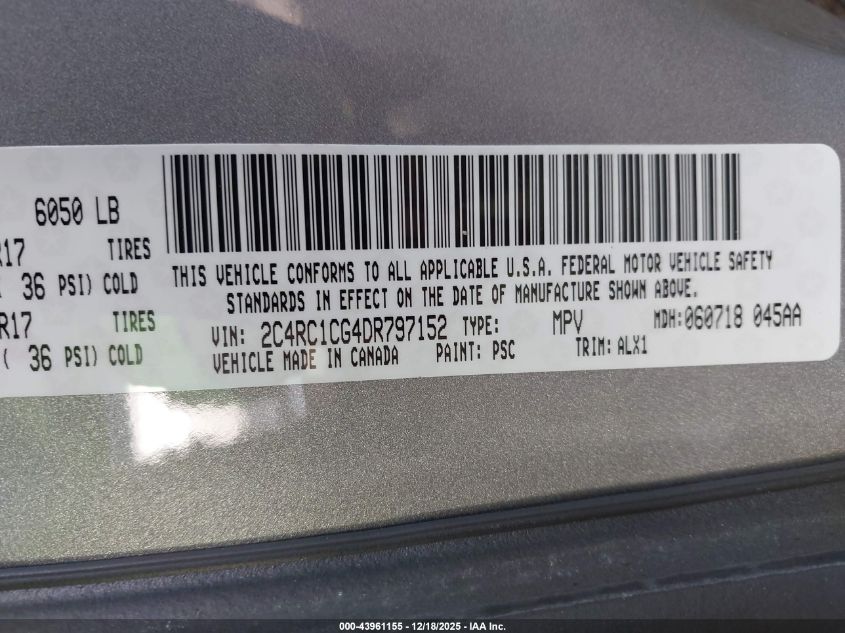 6050 LB
R17 TIRES
36 PSI) COLD
R17 TIRES
( 36 PSI) COLD
THIS VEHICLE CONFORMS TO ALL APPLICABLE U.S.A. FEDERAL MOTOR VEHICLE SAFETY
STANDARDS IN EFFECT ON THE DATE OF MANUFACTURE SHOWN ABOVE.
VIN: 2C4RC1CG4DR797152 TYPE: MPV MDH:060718 045AA
VEHICLE MADE IN CANADA PAINT: PSC TRIM: ALX1
000-43961155 - 12/18/2025 - IAA Inc.